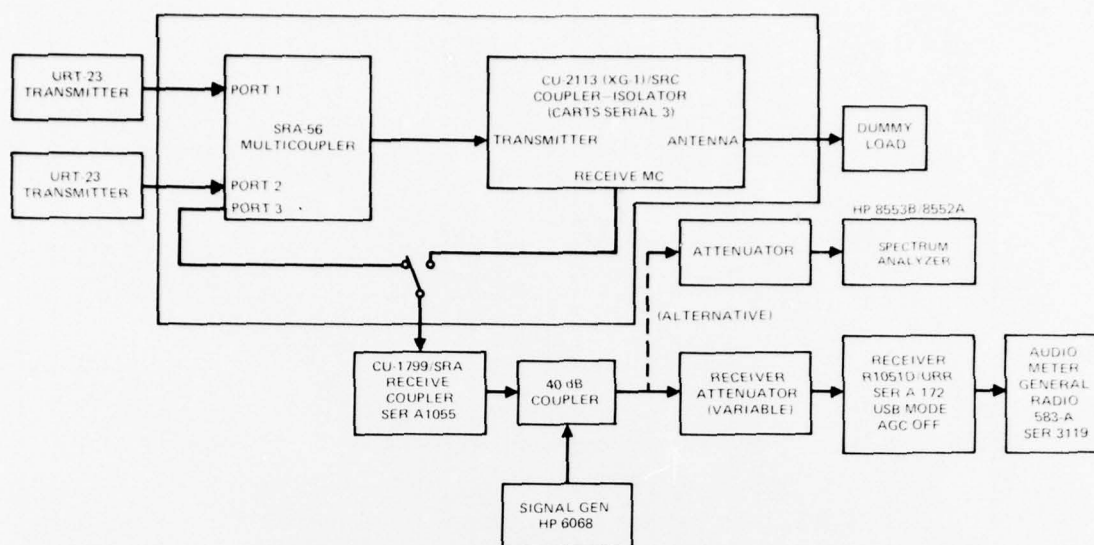 URT-23
TRANSMITTER
URT-23
TRANSMITTER
PORT 1
SRA-56
MULTICOUPLER
PORT 2
PORT 3
CU-2113 (XG-1)/SRC
COUPLER-ISOLATOR
(CARTS SERIAL 3)
TRANSMITTER
ANTENNA
RECEIVE MC
DUMMY
LOAD
ATTENUATOR
HP 8553B/8552A
SPECTRUM
ANALYZER
(ALTERNATIVE)
CU-1799/SRA
RECEIVE
COUPLER
SER A1055
40 dB
COUPLER
RECEIVER
ATTENUATOR
(VARIABLE)
RECEIVER
R1051D/URR
SER A 172
USB MODE
AGC OFF
AUDIO
METER
GENERAL
RADIO
583-A
SER 3119
SIGNAL GEN
HP 6068